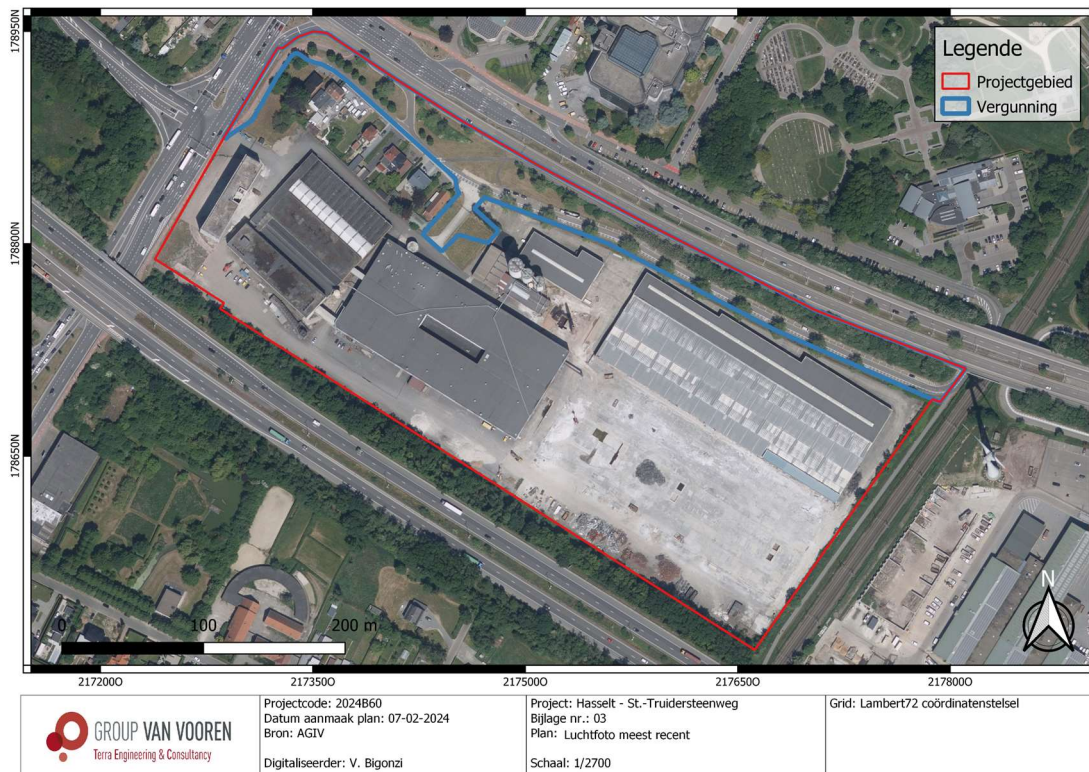 178950N
178800N
178650N
Legende
Projectgebied
Vergunning
N
0 100 200 m
217200O 217350O 217500O 217650O 217800O
GROUP VAN VOOREN
Terra Engineering & Consultancy
Projectcode: 2024B60
Datum aanmaak plan: 07-02-2024
Bron: AGIV
Digitaliseerder: V. Bigonzi
Project: Hasselt - St.-Truidersteenweg
Bijlage nr.: 03
Plan: Luchtfoto meest recent
Schaal: 1/2700
Grid: Lambert72 coördinatenstelsel